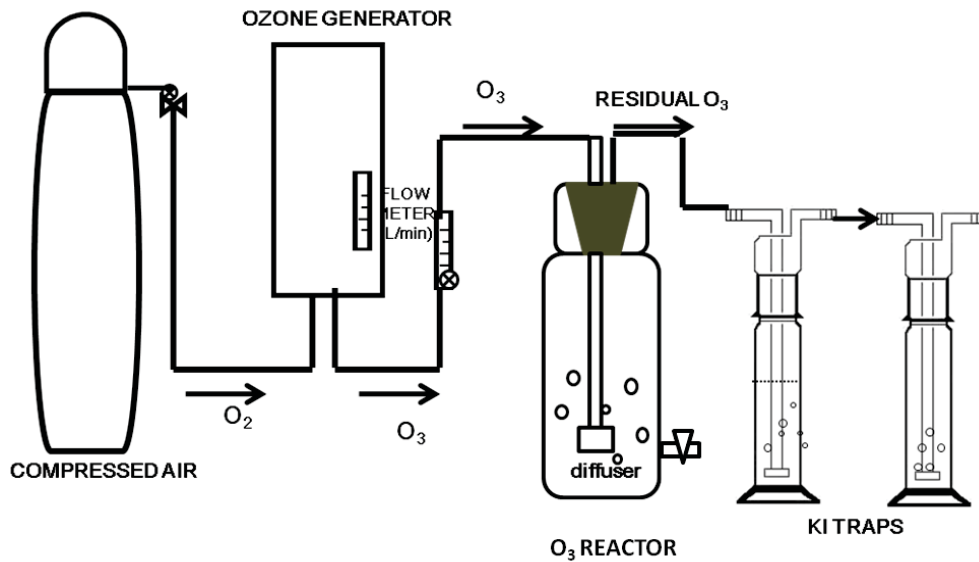 OZONE GENERATOR
O₃
RESIDUAL O₃
FLOW
METER
(L/min)
O₂
O₃
COMPRESSED AIR
diffuser
KI TRAPS
O₃ REACTOR